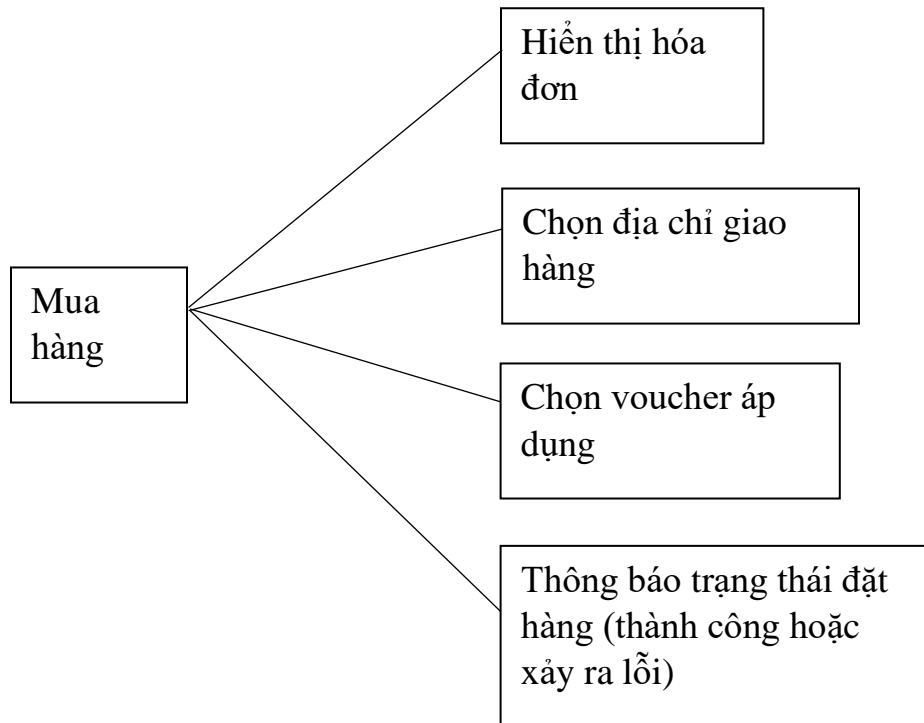 Hiển thị hóa
đơn
Chọn địa chỉ giao
hàng
Mua
hàng
Chọn voucher áp
dụng
Thông báo trạng thái đặt
hàng (thành công hoặc
xảy ra lỗi)